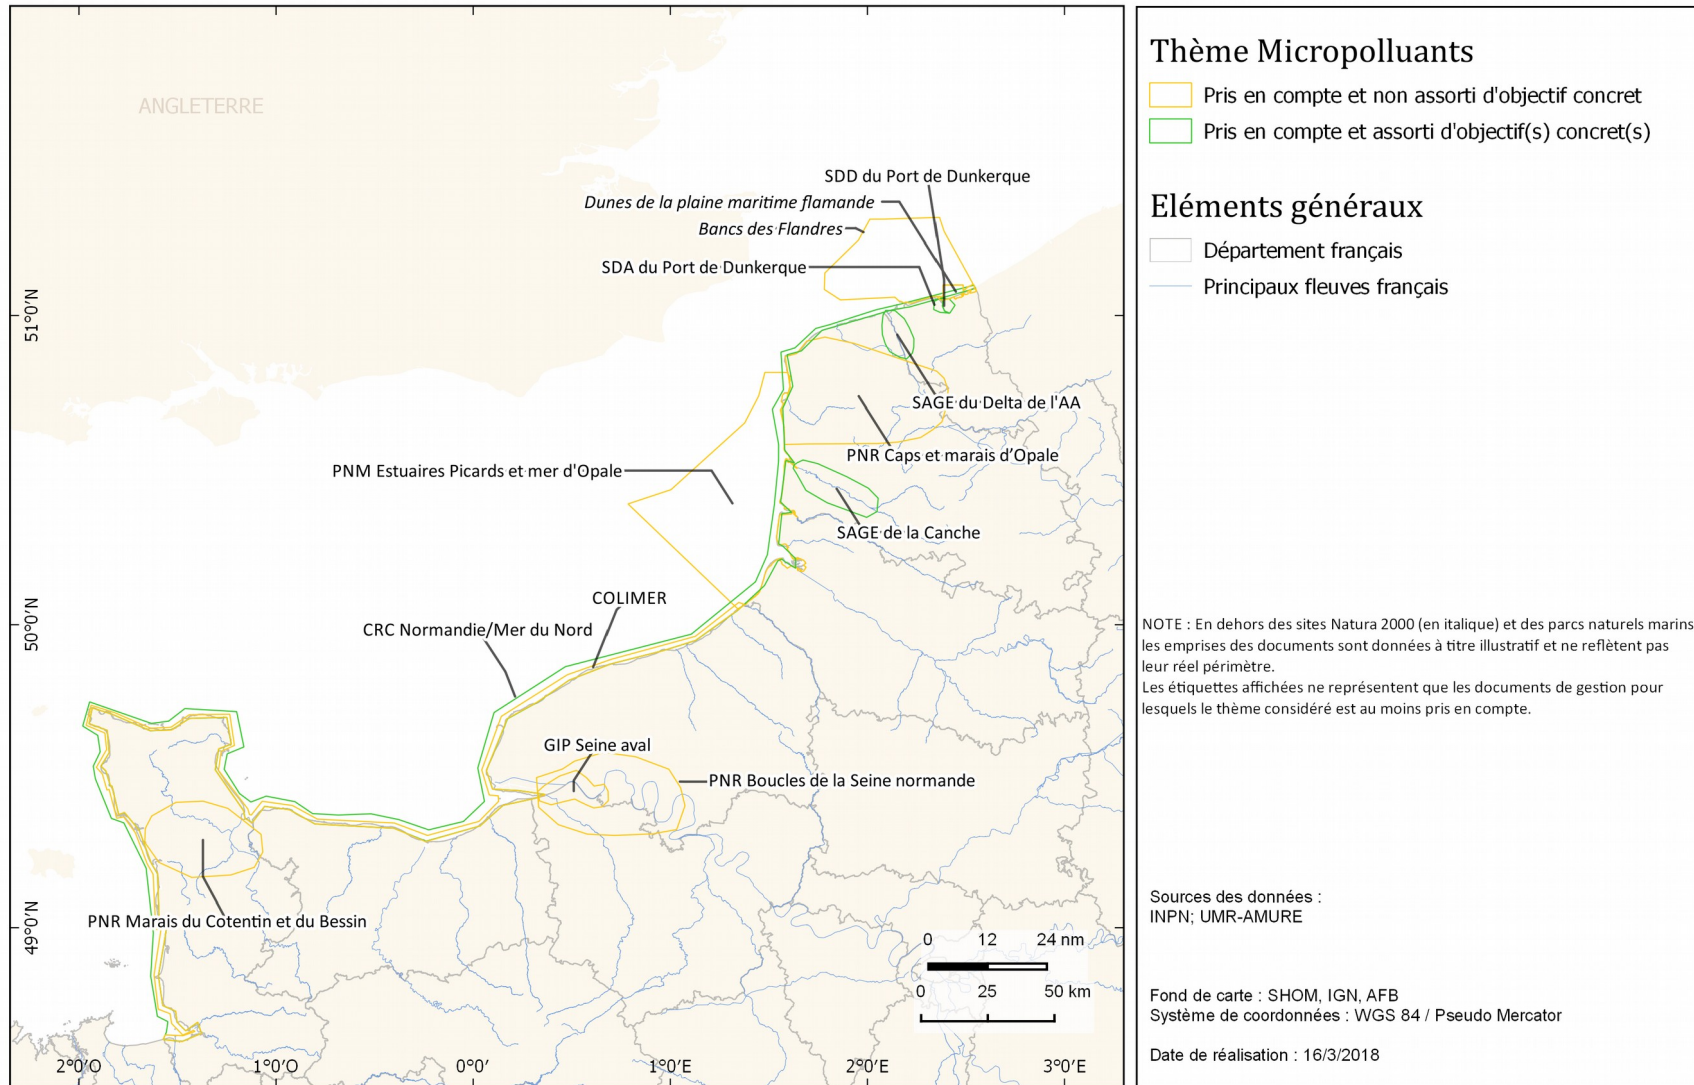 ANGLETERRE
SDD du Port de Dunkerque
Dunes de la plaine maritime flamande
Bancs des Flandres
SDA du Port de Dunkerque
SAGE du Delta de l'AA
PNR Caps et marais d'Opale
PNM Estuaires Picards et mer d'Opale
SAGE de la Canche
COLIMER
CRC Normandie/Mer du Nord
GIP Seine aval
PNR Boucles de la Seine normande
PNR Marais du Cotentin et du Bessin
51°0'N
50°0'N
49°0'N
2°0'O
1°0'O
0°0'
1°0'E
2°0'E
3°0'E
0 12 24 nm
0 25 50 km
Thème Micropolluants
Pris en compte et non assorti d'objectif concret
Pris en compte et assorti d'objectif(s) concret(s)
Eléments généraux
Département français
Principaux fleuves français
NOTE : En dehors des sites Natura 2000 (en italique) et des parcs naturels marins
les emprises des documents sont données à titre illustratif et ne reflètent pas
leur réel périmètre.
Les étiquettes affichées ne représentent que les documents de gestion pour
lesquels le thème considéré est au moins pris en compte.
Sources des données :
INPN; UMR-AMURE
Fond de carte : SHOM, IGN, AFB
Système de coordonnées : WGS 84 / Pseudo Mercator
Date de réalisation : 16/3/2018